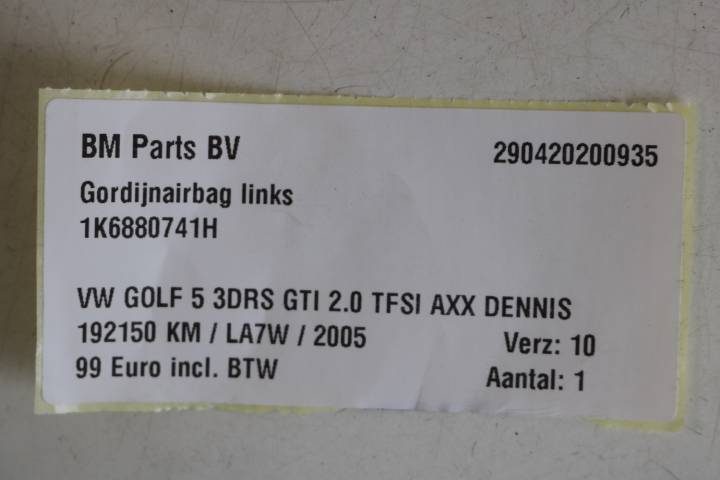 BM Parts BV 290420200935
Gordijnairbag links
1K6880741H
VW GOLF 5 3DRS GTI 2.0 TFSI AXX DENNIS
192150 KM / LA7W / 2005 Verz: 10
99 Euro incl. BTW Aantal: 1